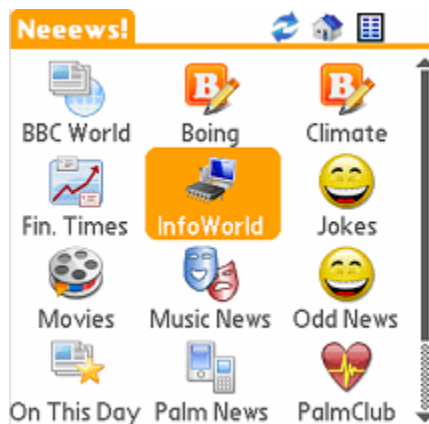 Neeews!
BBC World Boing Climate
Fin. Times InfoWorld Jokes
Movies Music News Odd News
On This Day Palm News PalmClub